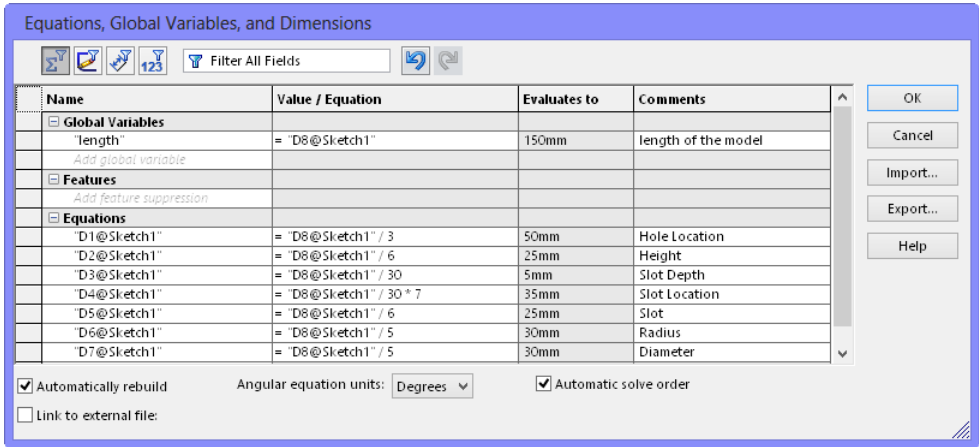 Equations, Global Variables, and Dimensions
Filter All Fields
Name Value / Equation Evaluates to Comments
Global Variables
"length" = "D8@Sketch1" 150mm length of the model
Add global variable
Features
Add feature suppression
Equations
"D1@Sketch1" = "D8@Sketch1" / 3 50mm Hole Location
"D2@Sketch1" = "D8@Sketch1" / 6 25mm Height
"D3@Sketch1" = "D8@Sketch1" / 30 5mm Slot Depth
"D4@Sketch1" = "D8@Sketch1" / 30 * 7 35mm Slot Location
"D5@Sketch1" = "D8@Sketch1" / 6 25mm Slot
"D6@Sketch1" = "D8@Sketch1" / 5 30mm Radius
"D7@Sketch1" = "D8@Sketch1" / 5 30mm Diameter
OK
Cancel
Import...
Export...
Help
Automatically rebuild Angular equation units: Degrees Automatic solve order
Link to external file: